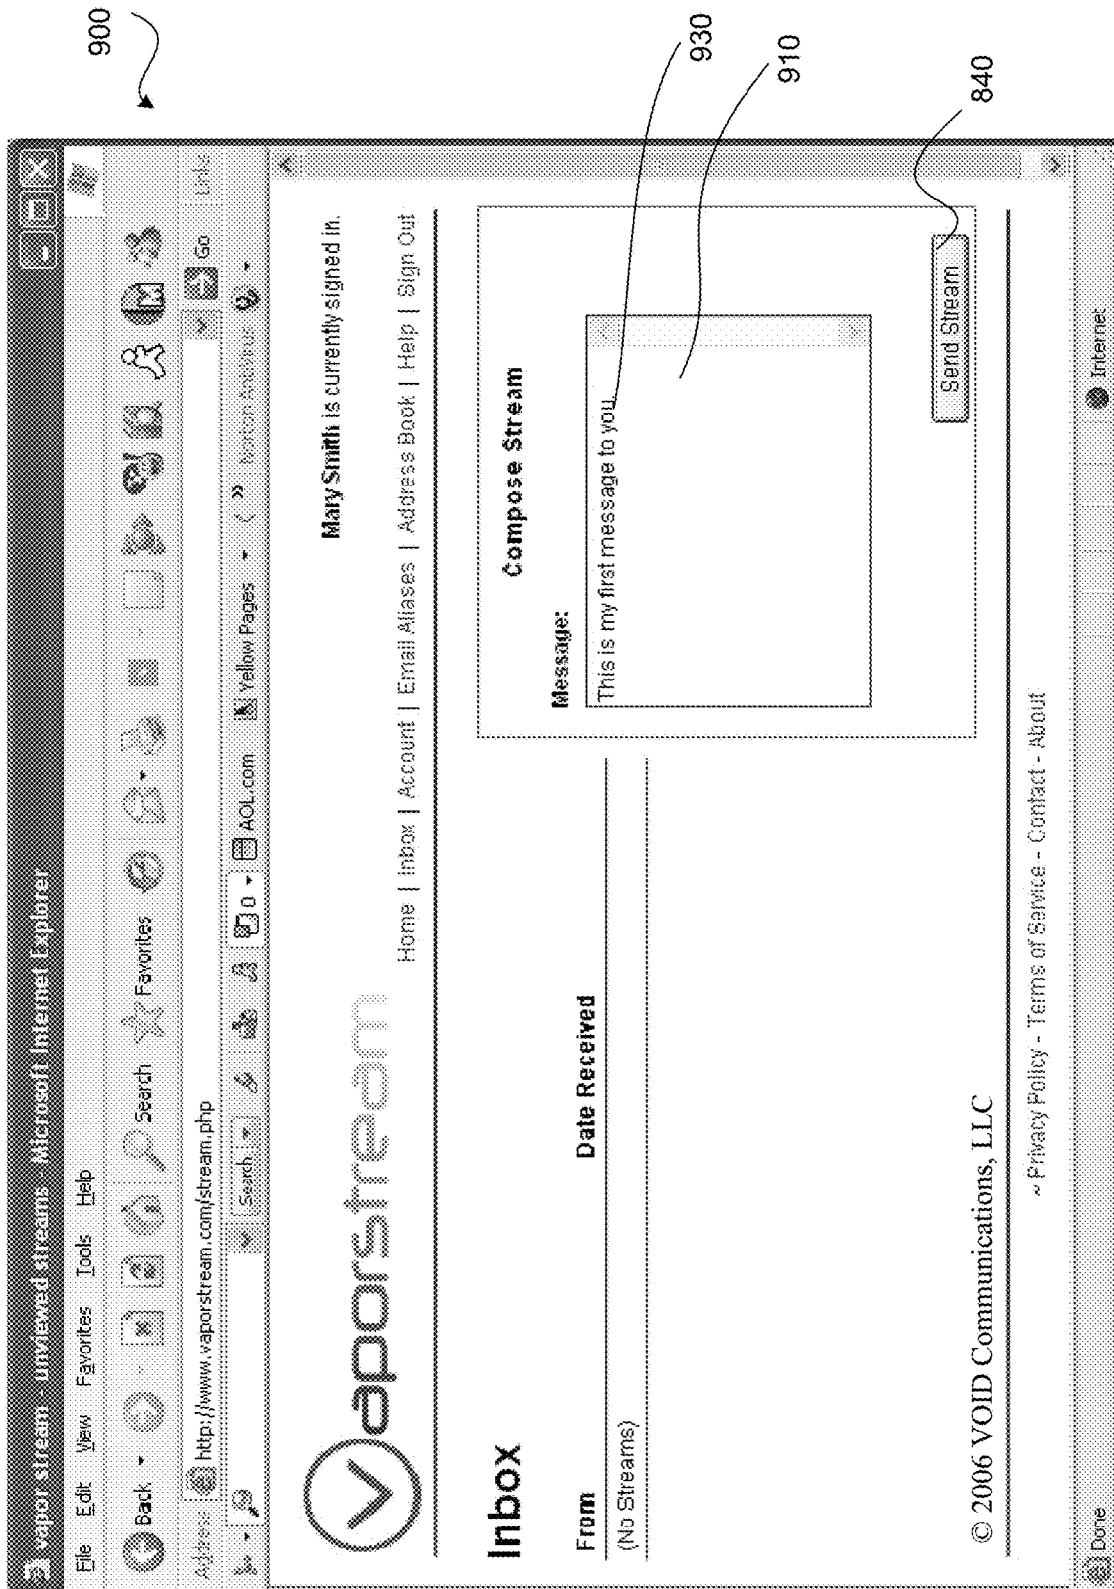 900
vapor stream - unviewed streams - Microsoft Internet Explorer
File Edit View Favorites Tools Help
Back Search Favorites
Address http://www.vaporstream.com/stream.php Go Links
Search 0 AOL.com Yellow Pages Norton AntiVirus
vaporstream
Mary Smith is currently signed in.
Home | Inbox | Account | Email Aliases | Address Book | Help | Sign Out
Inbox
Compose Stream
From Date Received
(No Streams)
Message:
This is my first message to you.
930
910
Send Stream
840
© 2006 VOID Communications, LLC
~ Privacy Policy - Terms of Service - Contact - About
Done Internet